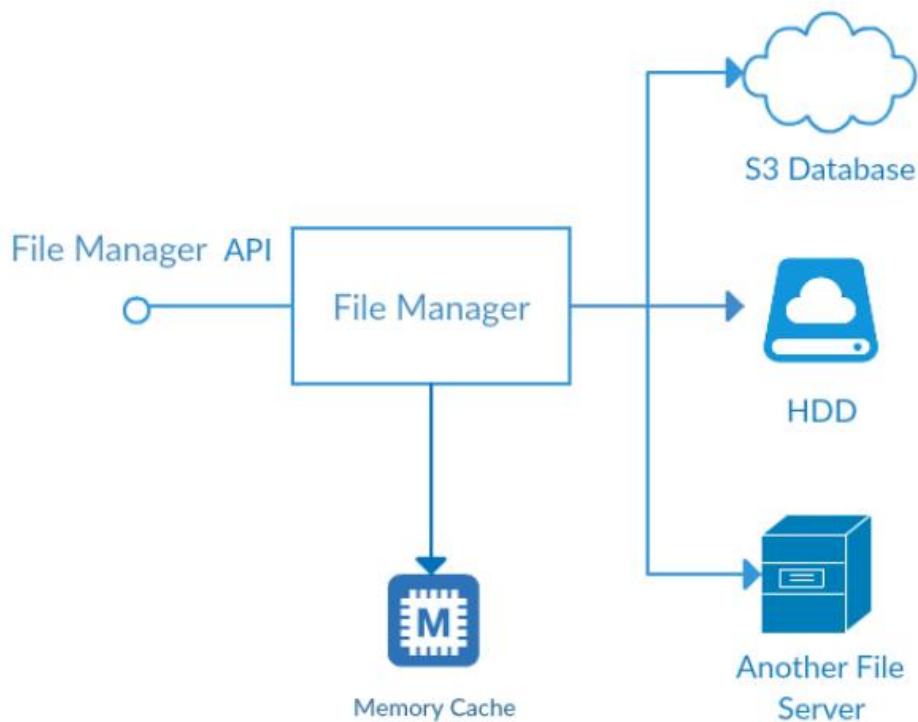 S3 Database
File Manager API
File Manager
HDD
M
Memory Cache
Another File
Server